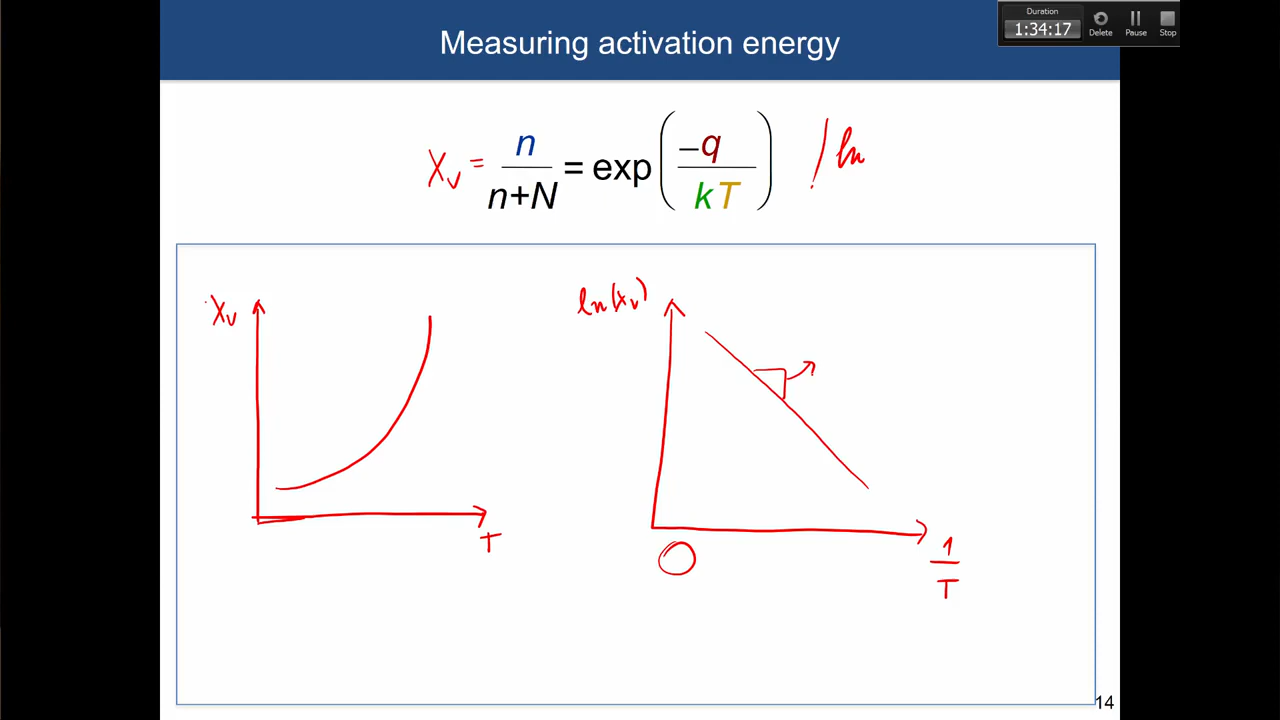 Duration
1:34:17
Delete Pause Stop
Measuring activation energy
Xv = n/(n+N) = exp(−q/kT) / ln
Xv
T
ln(Xv)
O
1/T
14